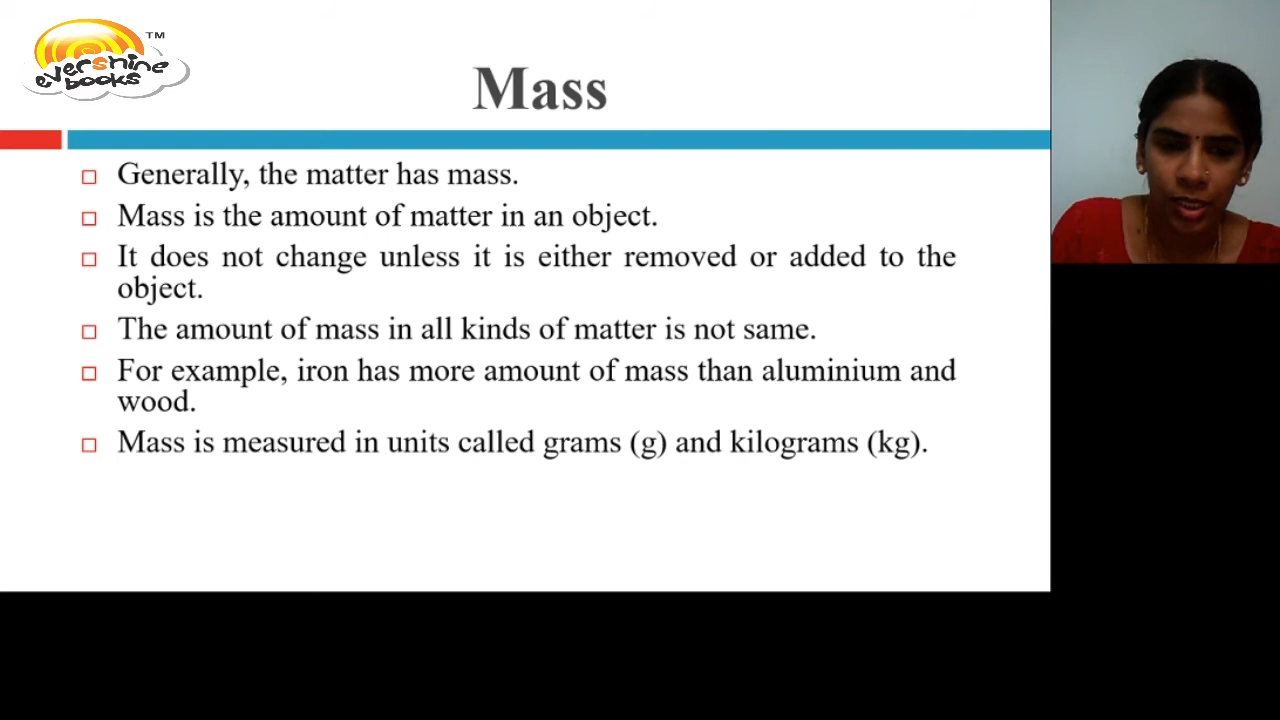 evershine
books
TM
Mass
Generally, the matter has mass.
Mass is the amount of matter in an object.
It does not change unless it is either removed or added to the
object.
The amount of mass in all kinds of matter is not same.
For example, iron has more amount of mass than aluminium and
wood.
Mass is measured in units called grams (g) and kilograms (kg).